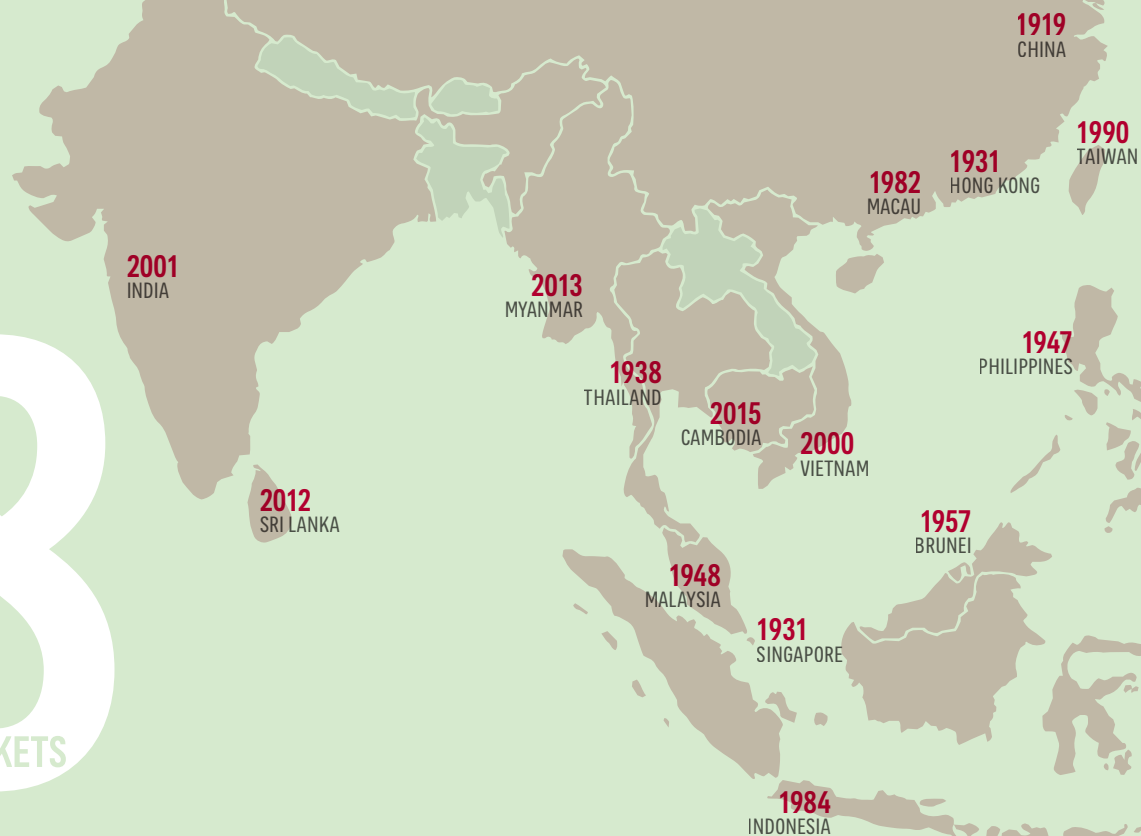 1919
CHINA
1990
TAIWAN
1931
HONG KONG
1982
MACAU
2001
INDIA
2013
MYANMAR
1947
PHILIPPINES
1938
THAILAND
2015
CAMBODIA
2000
VIETNAM
2012
SRI LANKA
1957
BRUNEI
1948
MALAYSIA
1931
SINGAPORE
8
KETS
1984
INDONESIA